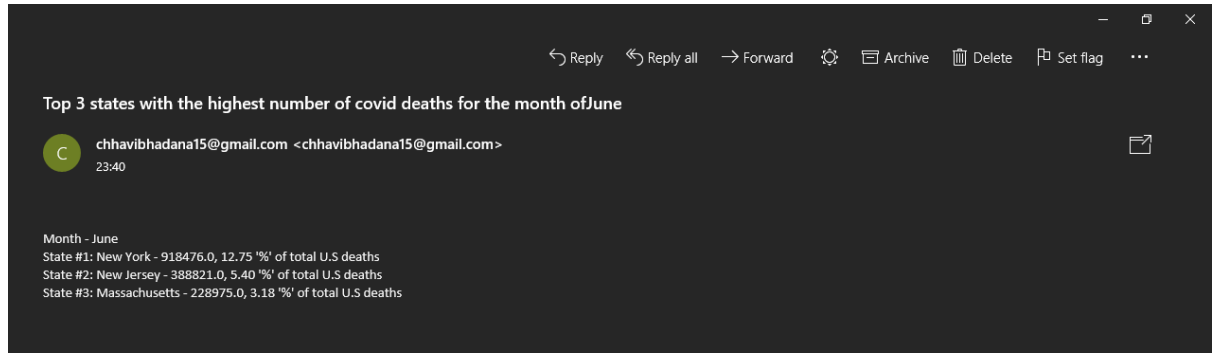 Reply Reply all Forward Archive Delete Set flag
Top 3 states with the highest number of covid deaths for the month ofJune
C
chhavibhadana15@gmail.com <chhavibhadana15@gmail.com>
23:40
Month - June
State #1: New York - 918476.0, 12.75 '%' of total U.S deaths
State #2: New Jersey - 388821.0, 5.40 '%' of total U.S deaths
State #3: Massachusetts - 228975.0, 3.18 '%' of total U.S deaths